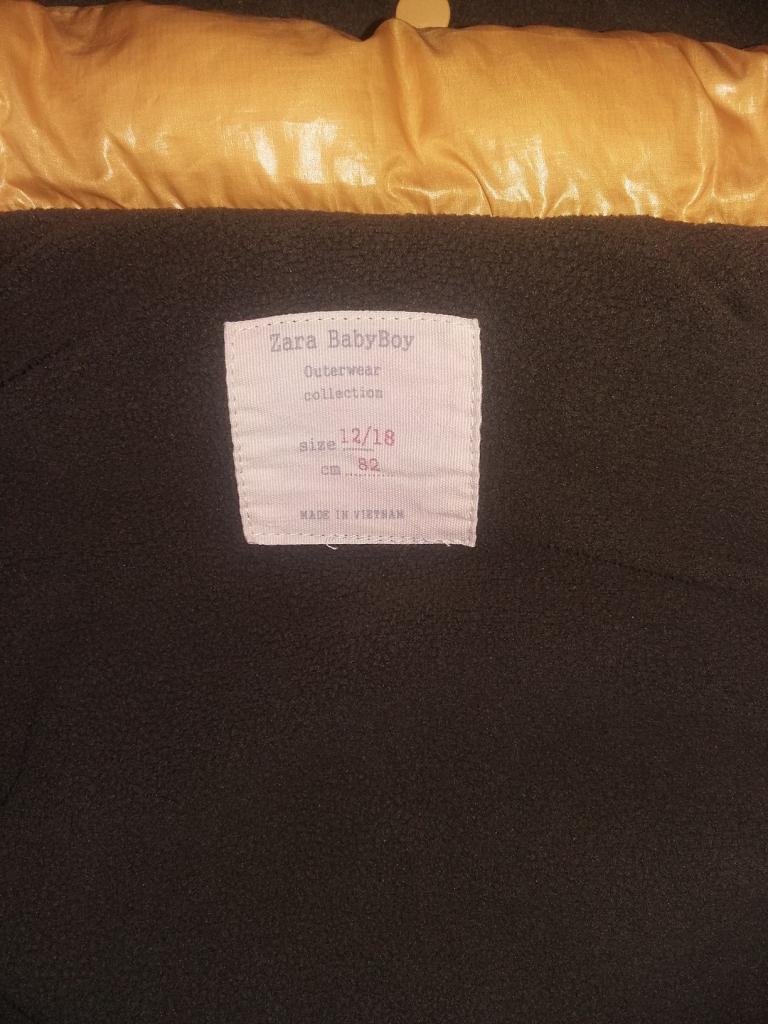 Zara BabyBoy
Outerwear
collection
size 12/18
cm 82
MADE IN VIETNAM